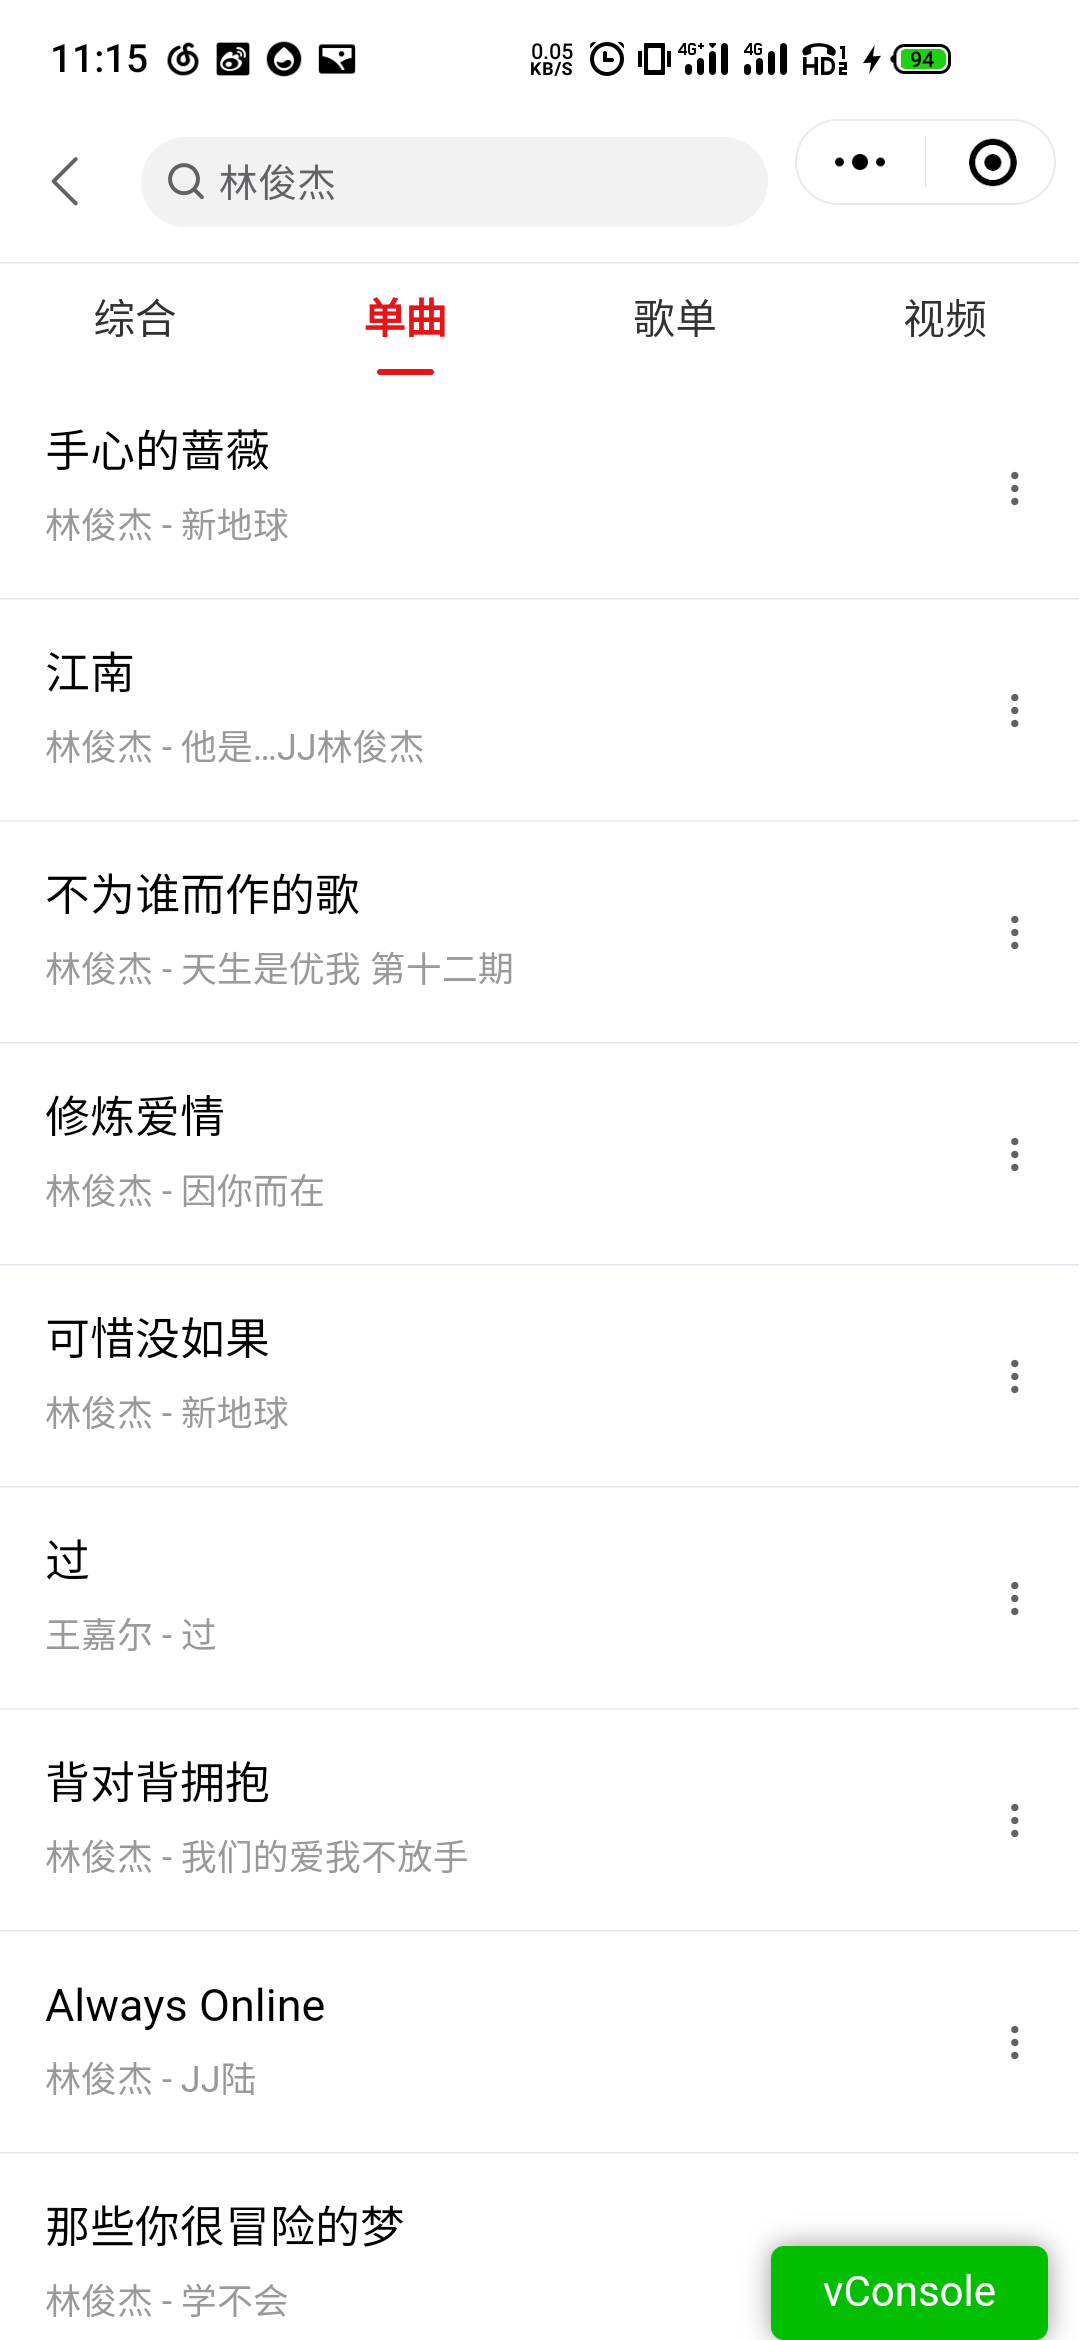 11:15
0.05
KB/S
4G+
4G
HD 1 2
94
林俊杰
综合
单曲
歌单
视频
手心的蔷薇
林俊杰 - 新地球
江南
林俊杰 - 他是…JJ林俊杰
不为谁而作的歌
林俊杰 - 天生是优我 第十二期
修炼爱情
林俊杰 - 因你而在
可惜没如果
林俊杰 - 新地球
过
王嘉尔 - 过
背对背拥抱
林俊杰 - 我们的爱我不放手
Always Online
林俊杰 - JJ陆
那些你很冒险的梦
林俊杰 - 学不会
vConsole